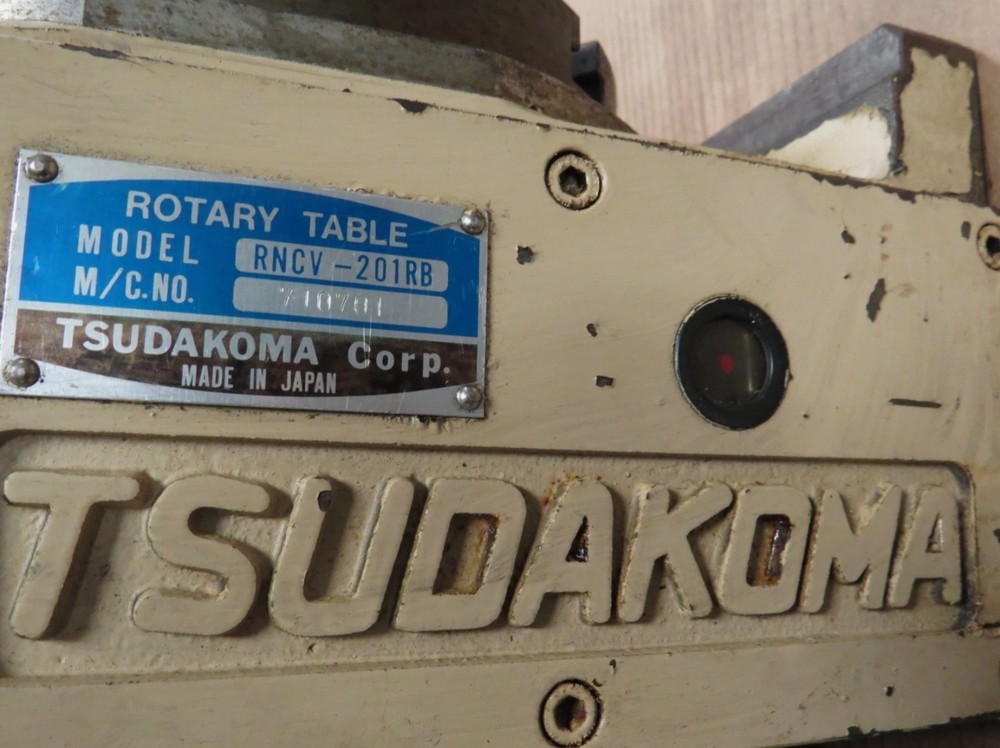 ROTARY TABLE
MODEL RNCV-201RB
M/C.NO.
TSUDAKOMA Corp.
MADE IN JAPAN
TSUDAKOMA